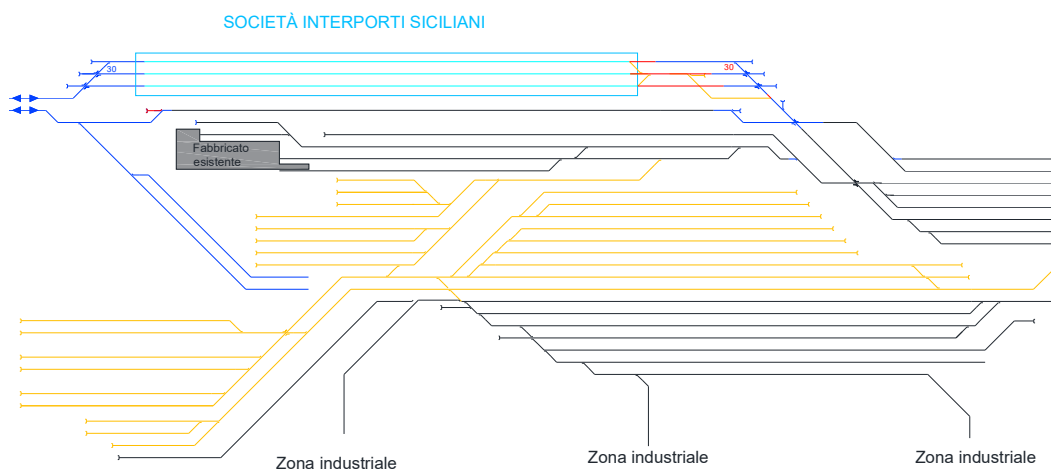 SOCIETÀ INTERPORTI SICILIANI
30
30
Fabbricato
esistente
Zona industriale
Zona industriale
Zona industriale